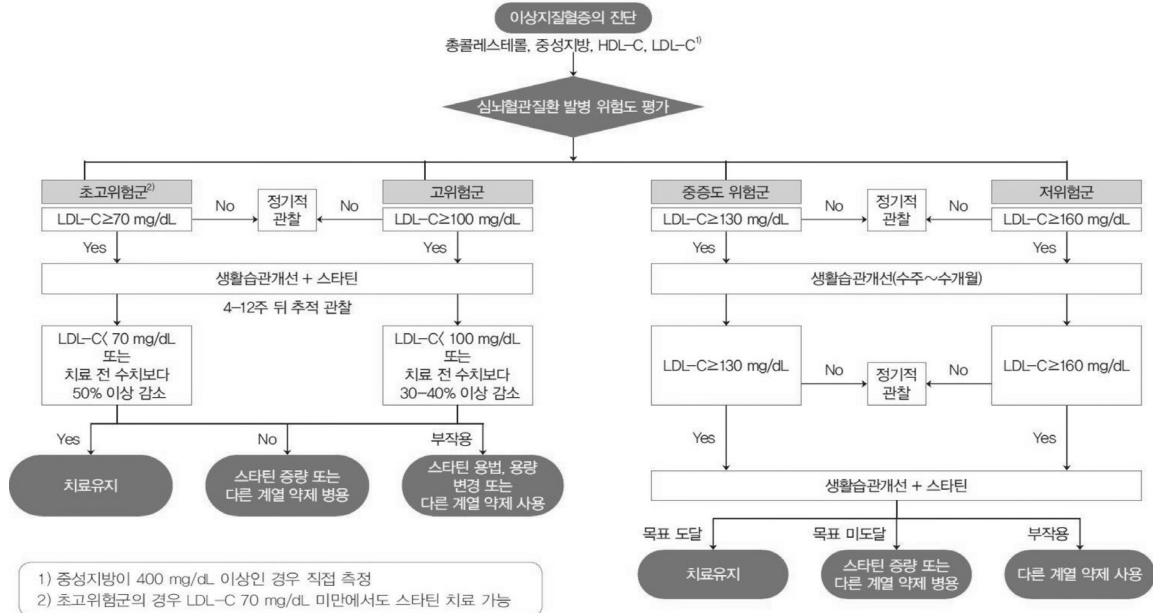 이상지질혈증의 진단
총콜레스테롤, 중성지방, HDL-C, LDL-C1)
심뇌혈관질환 발병 위험도 평가
초고위험군2)
LDL-C≥70 mg/dL
No
정기적
관찰
No
고위험군
LDL-C≥100 mg/dL
Yes
Yes
생활습관개선 + 스타틴
4-12주 뒤 추적 관찰
LDL-C< 70 mg/dL
또는
치료 전 수치보다
50% 이상 감소
LDL-C< 100 mg/dL
또는
치료 전 수치보다
30-40% 이상 감소
Yes
No
부작용
치료유지
스타틴 증량 또는
다른 계열 약제 병용
스타틴 용법, 용량
변경 또는
다른 계열 약제 사용
중증도 위험군
LDL-C≥130 mg/dL
No
정기적
관찰
No
저위험군
LDL-C≥160 mg/dL
Yes
Yes
생활습관개선(수주~수개월)
LDL-C≥130 mg/dL
No
정기적
관찰
No
LDL-C≥160 mg/dL
Yes
Yes
생활습관개선 + 스타틴
목표 도달
목표 미도달
부작용
치료유지
스타틴 증량 또는
다른 계열 약제 병용
다른 계열 약제 사용
1) 중성지방이 400 mg/dL 이상인 경우 직접 측정
2) 초고위험군의 경우 LDL-C 70 mg/dL 미만에서도 스타틴 치료 가능